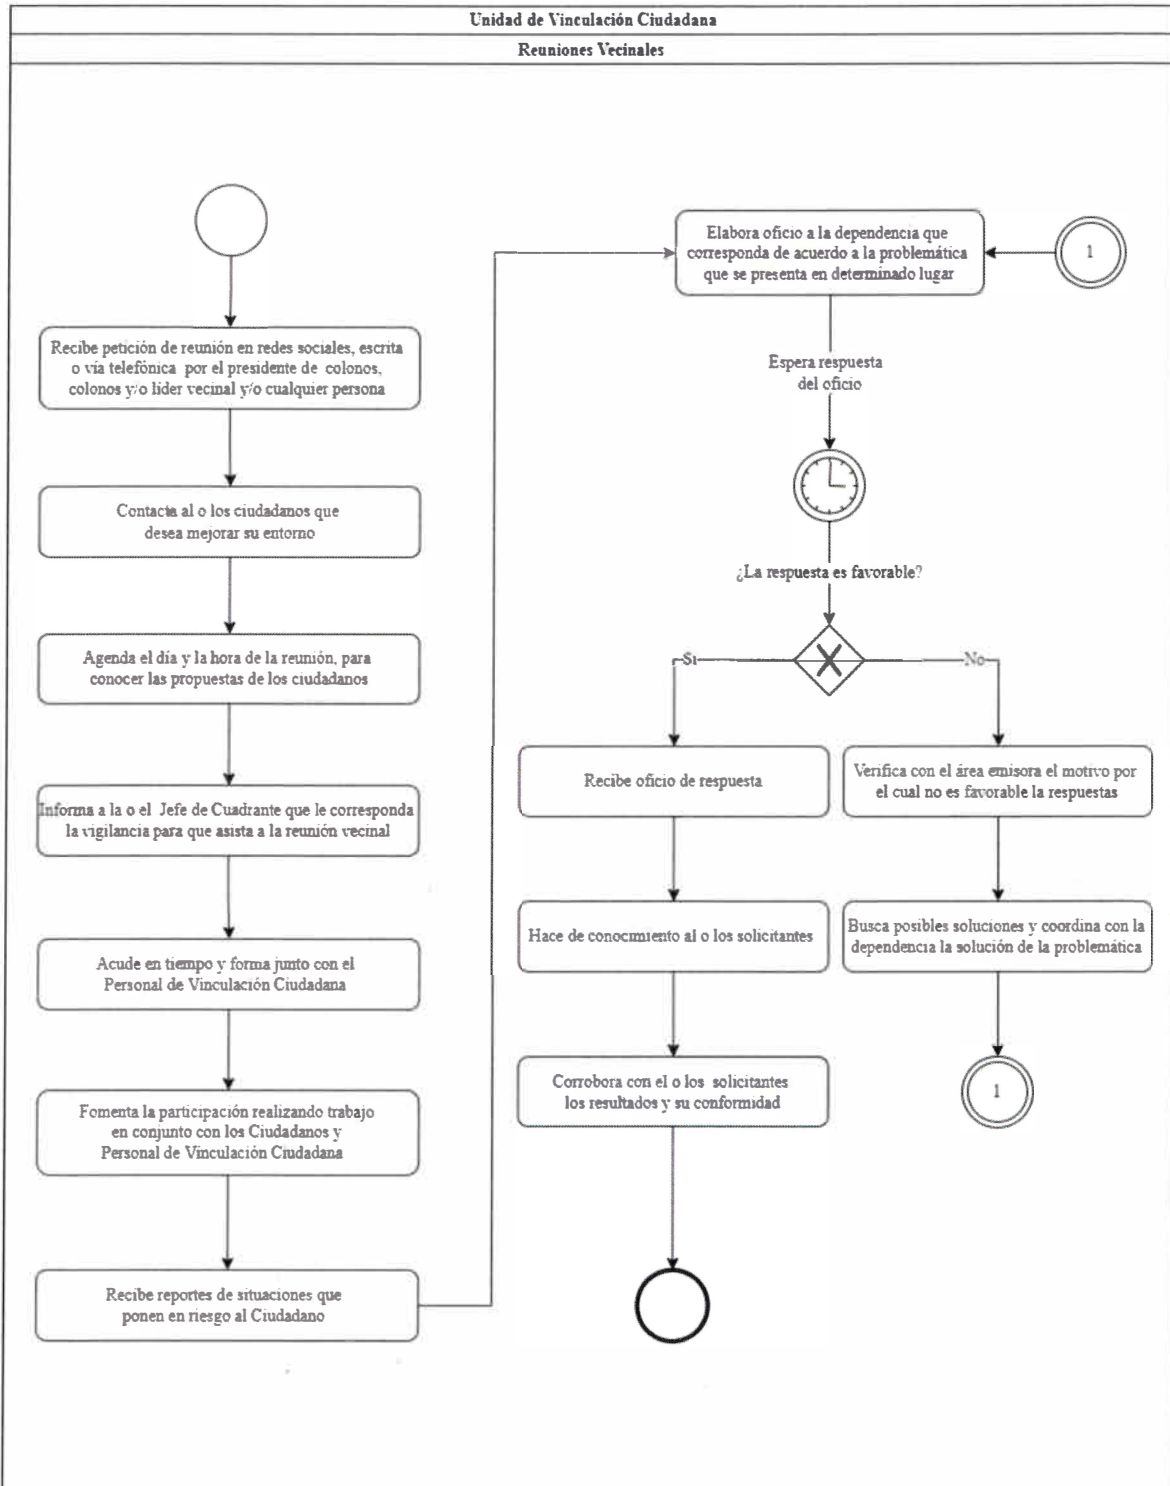 Unidad de Vinculación Ciudadana
Reuniones Vecinales
Recibe petición de reunión en redes sociales, escrita
o vía telefónica por el presidente de colonos,
colonos y/o líder vecinal y/o cualquier persona
Contacta al o los ciudadanos que
desea mejorar su entorno
Agenda el día y la hora de la reunión, para
conocer las propuestas de los ciudadanos
Informa a la o el Jefe de Cuadrante que le corresponda
la vigilancia para que asista a la reunión vecinal
Acude en tiempo y forma junto con el
Personal de Vinculación Ciudadana
Fomenta la participación realizando trabajo
en conjunto con los Ciudadanos y
Personal de Vinculación Ciudadana
Recibe reportes de situaciones que
ponen en riesgo al Ciudadano
Elabora oficio a la dependencia que
corresponda de acuerdo a la problemática
que se presenta en determinado lugar
1
Espera respuesta
del oficio
¿La respuesta es favorable?
Si
No
Recibe oficio de respuesta
Hace de conocimiento al o los solicitantes
Corrobora con el o los solicitantes
los resultados y su conformidad
Verifica con el área emisora el motivo por
el cual no es favorable la respuestas
Busca posibles soluciones y coordina con la
dependencia la solución de la problemática
1